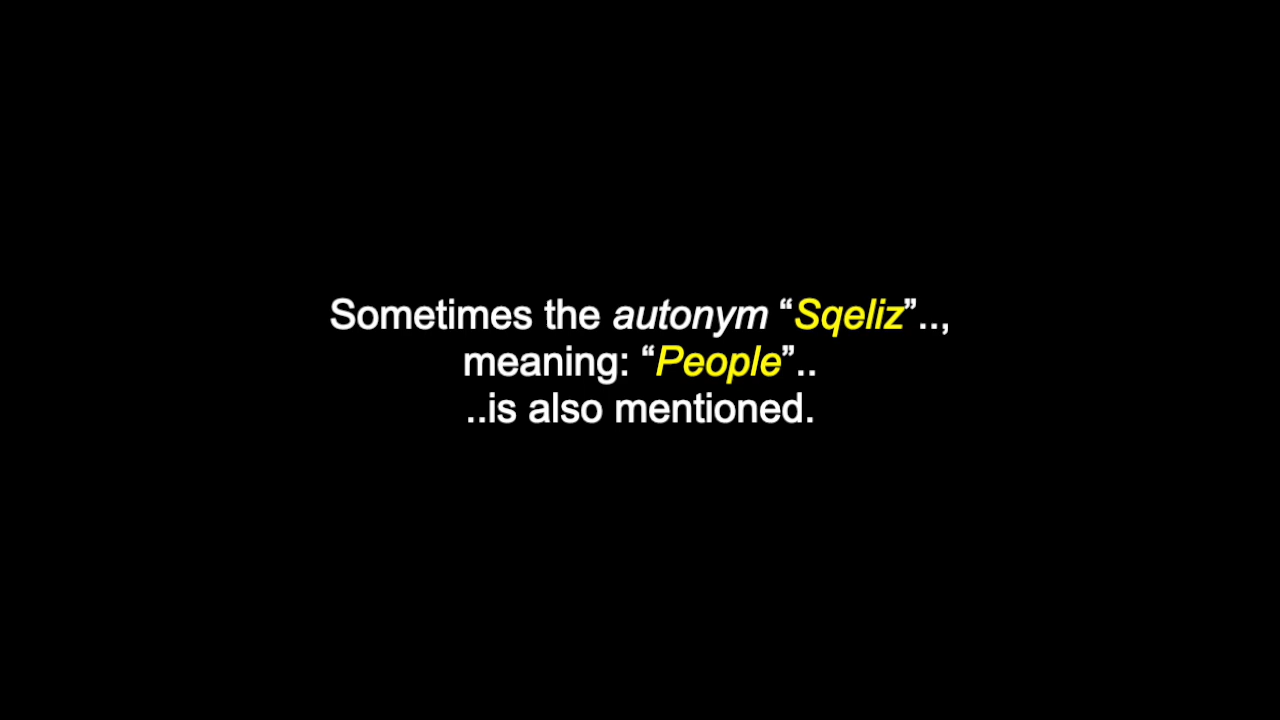 Sometimes the autonym “Sqeliz”..,
meaning: “People”..
..is also mentioned.